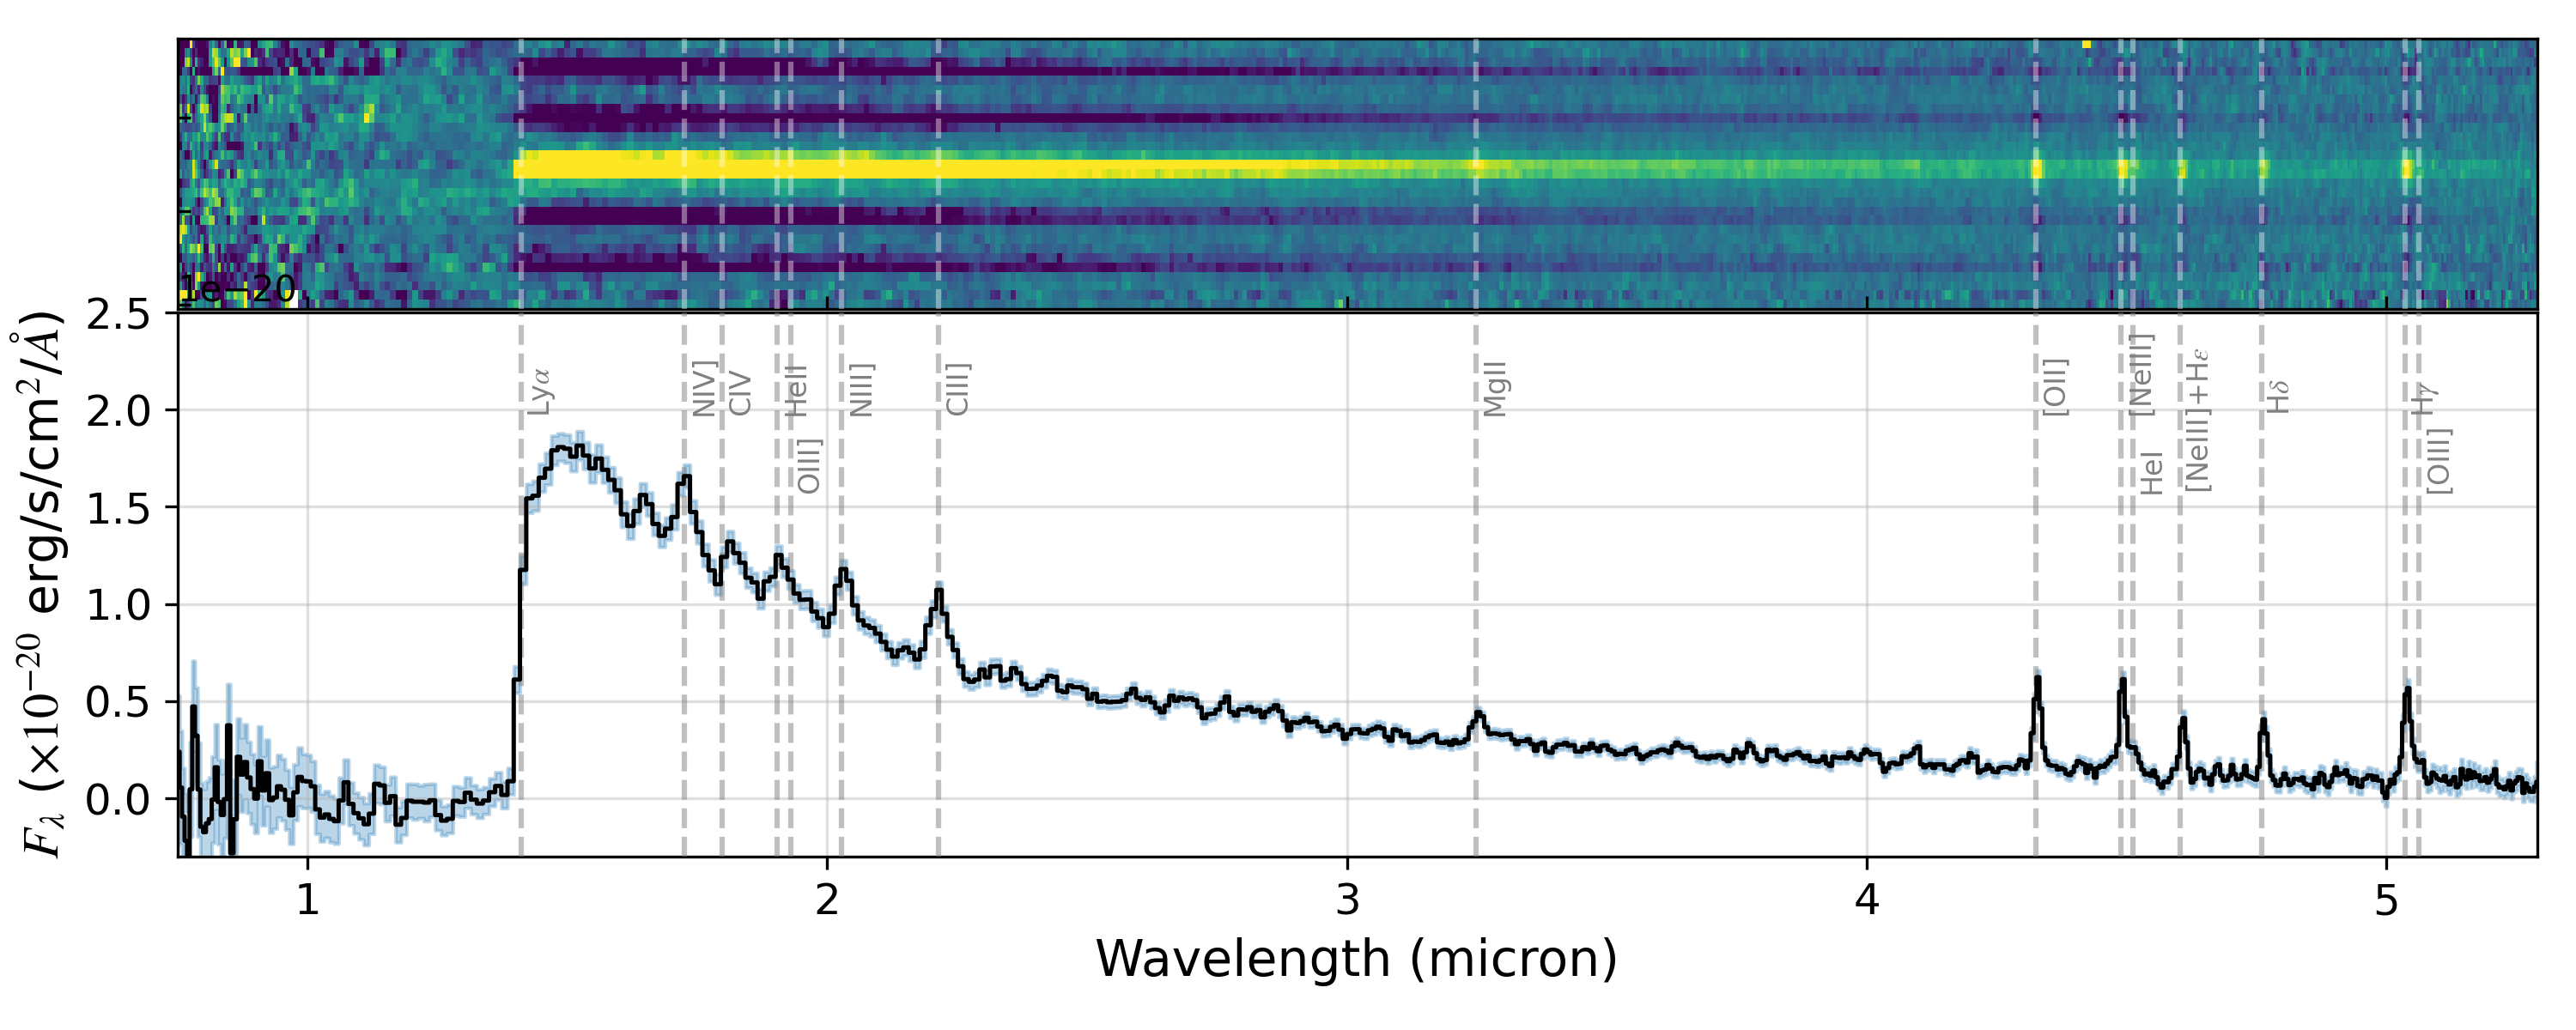 1e−20
2.5
2.0
1.5
1.0
0.5
0.0
Fλ (×10−20 erg/s/cm2/Å)
Lyα
NIV]
CIV
HeII
OIII]
NIII]
CIII]
MgII
[OII]
[NeIII]
HeI
[NeIII]+Hε
Hδ
Hγ
[OIII]
1 2 3 4 5
Wavelength (micron)